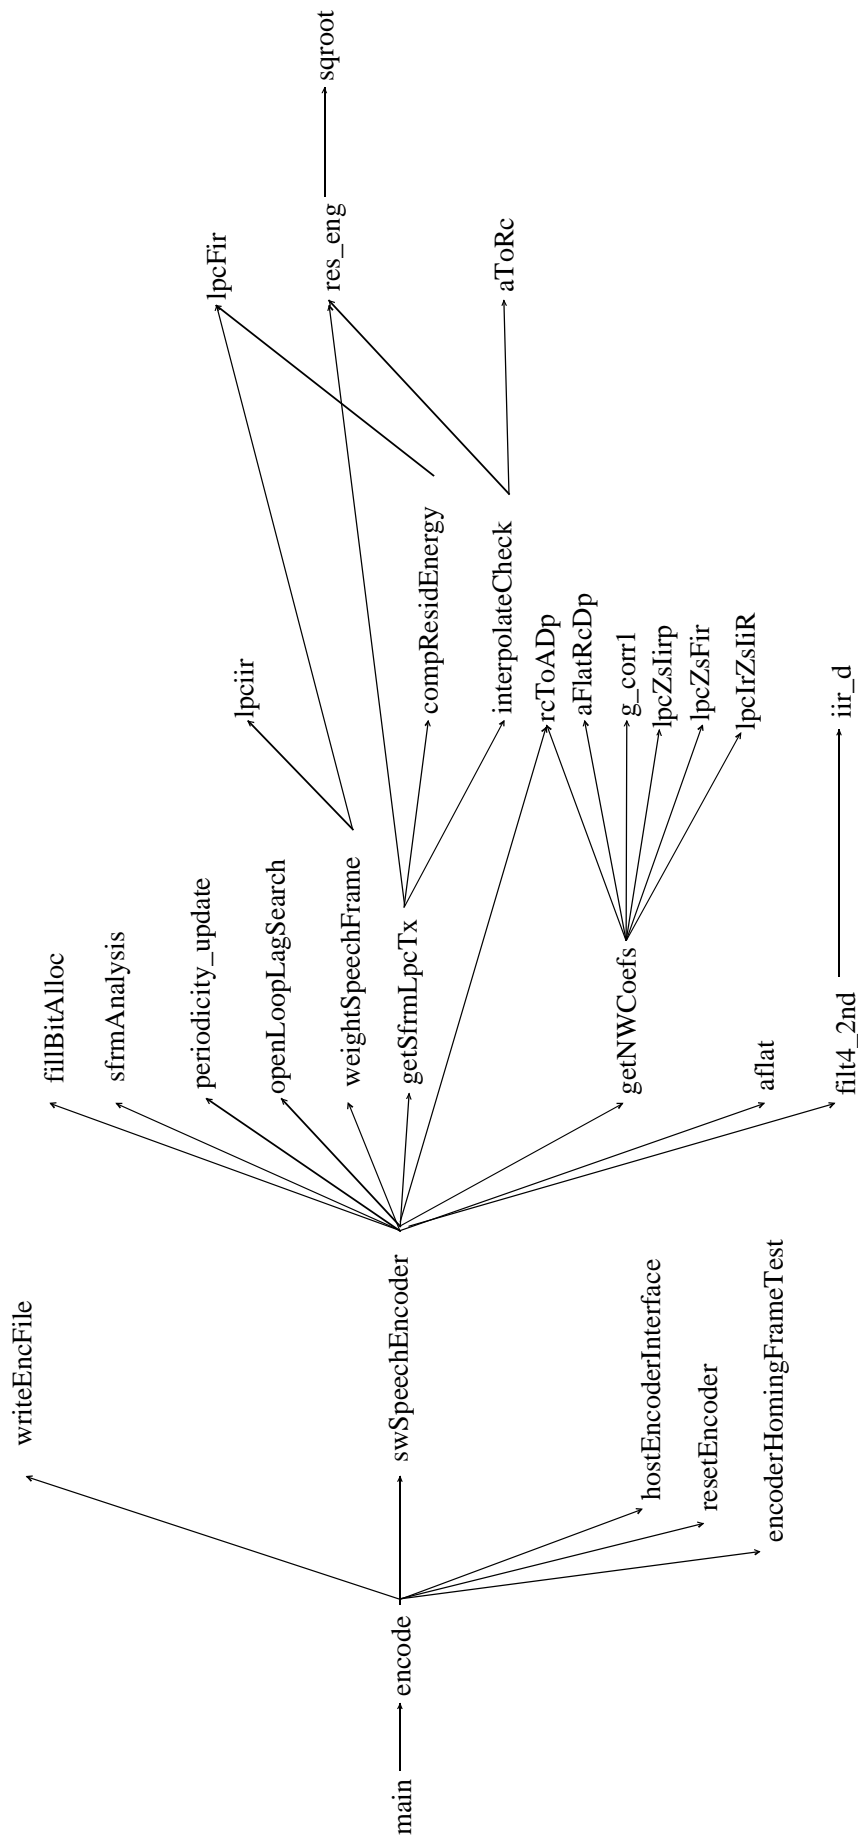 main
encode
writeEncFile
swSpeechEncoder
hostEncoderInterface
resetEncoder
encoderHomingFrameTest
fillBitAlloc
sfrmAnalysis
periodicity_update
openLoopLagSearch
weightSpeechFrame
getSfrmLpcTx
getNWCoefs
aflat
filt4_2nd
lpciir
compResidEnergy
interpolateCheck
rcToADp
aFlatRcDp
g_corr1
lpcZsIirp
lpcZsFir
lpcIrZsIiR
iir_d
lpcFir
res_eng
aToRc
sqroot